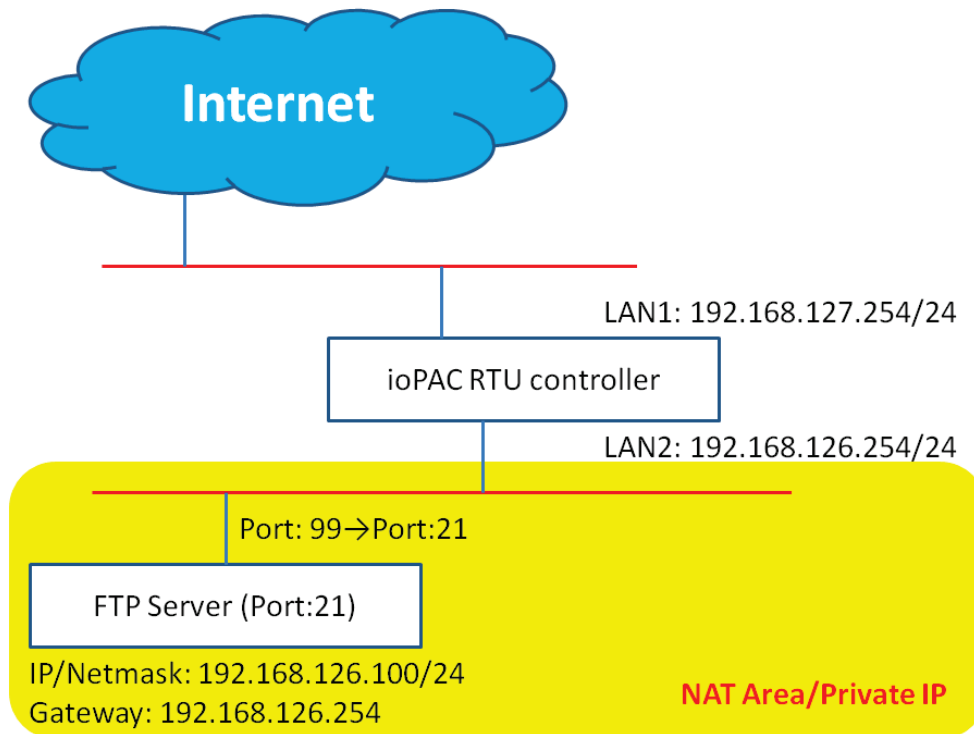 Internet
LAN1: 192.168.127.254/24
ioPAC RTU controller
LAN2: 192.168.126.254/24
Port: 99→Port:21
FTP Server (Port:21)
IP/Netmask: 192.168.126.100/24
Gateway: 192.168.126.254
NAT Area/Private IP